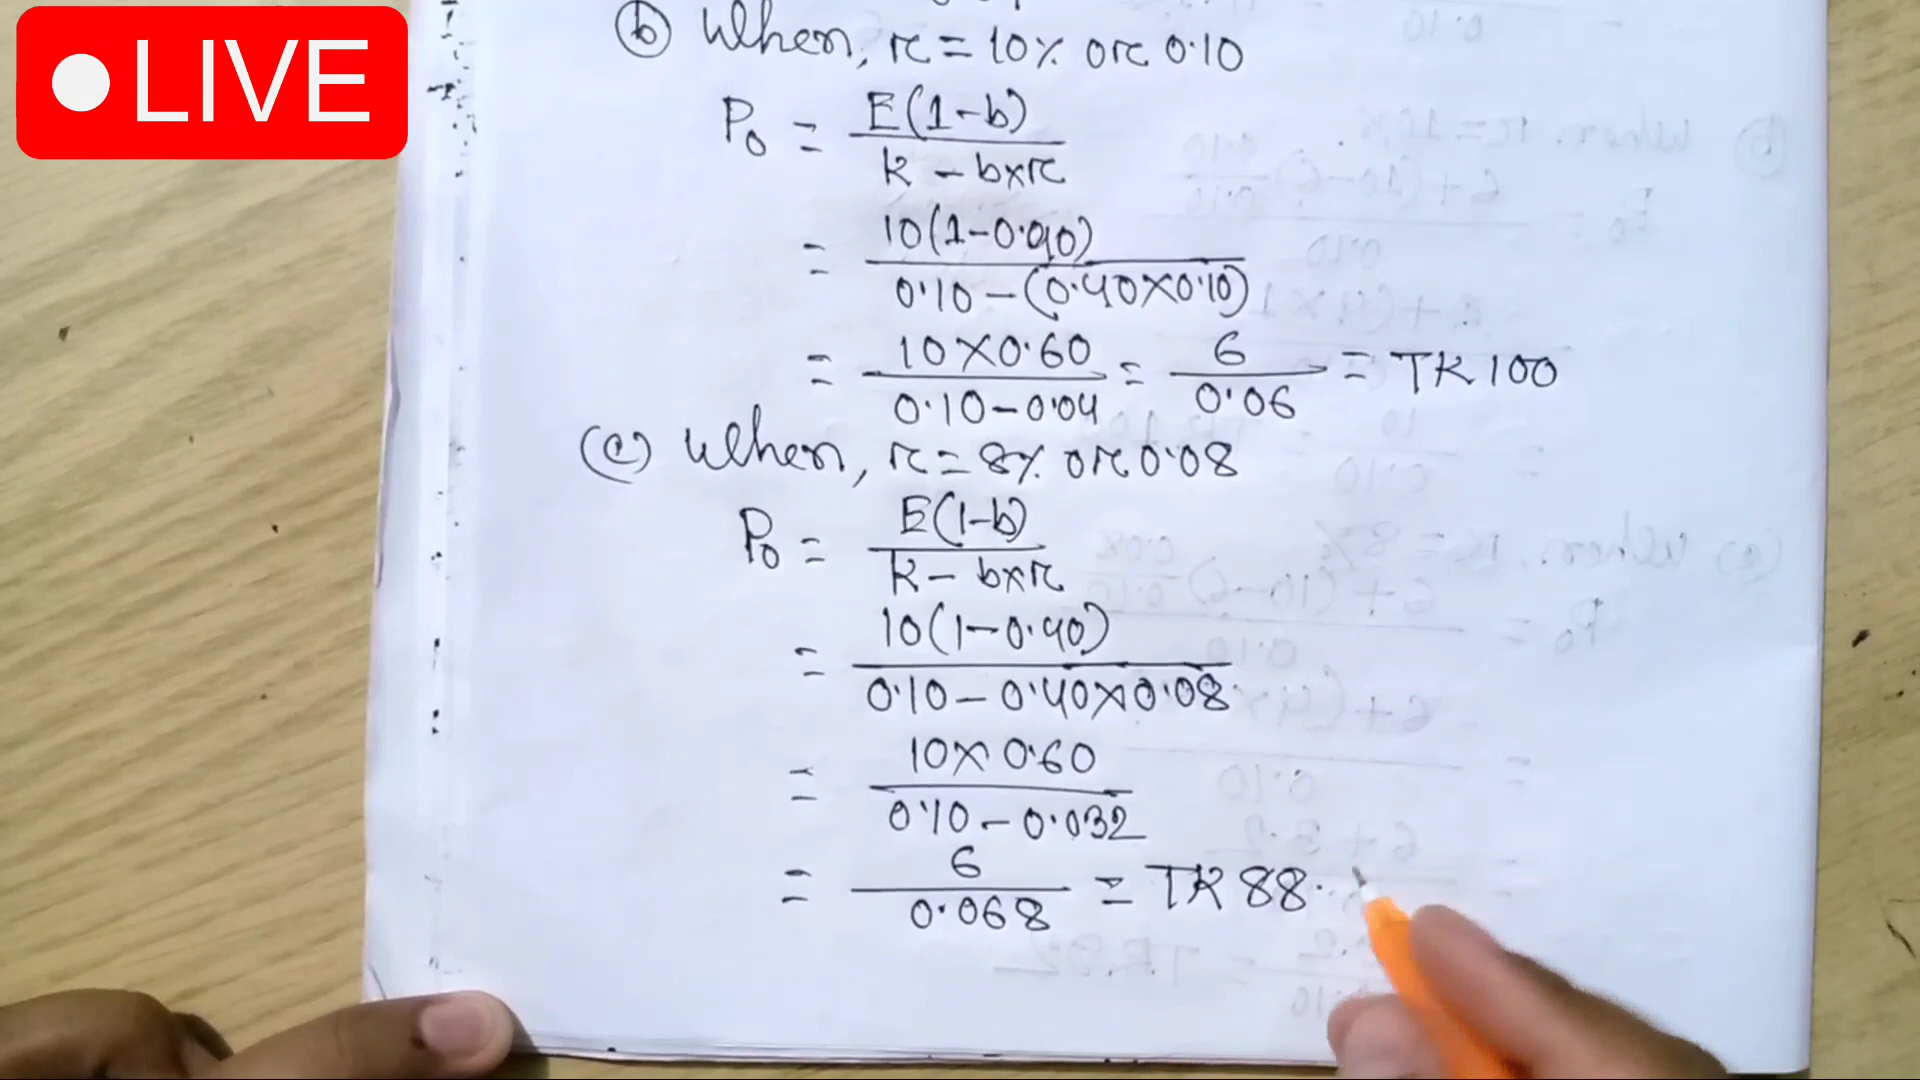 LIVE
(b) When, r = 10% or 0.10
P₀ = E(1-b) / k - b×r
= 10(1-0.40) / 0.10 - (0.40×0.10)
= 10×0.60 / 0.10-0.04 = 6 / 0.06 = TK 100
(c) When, r = 8% or 0.08
P₀ = E(1-b) / k - b×r
= 10(1-0.40) / 0.10 - 0.40×0.08
= 10×0.60 / 0.10 - 0.032
= 6 / 0.068 = TK 88.